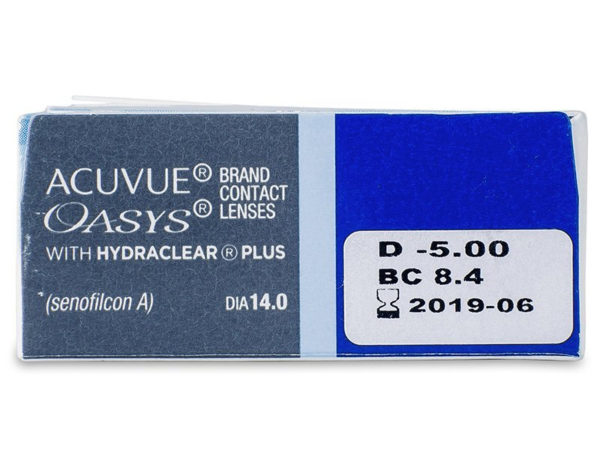 ACUVUE® BRAND
CONTACT
OASYS® LENSES
WITH HYDRACLEAR ® PLUS
(senofilcon A) DIA14.0
D -5.00
BC 8.4
2019-06